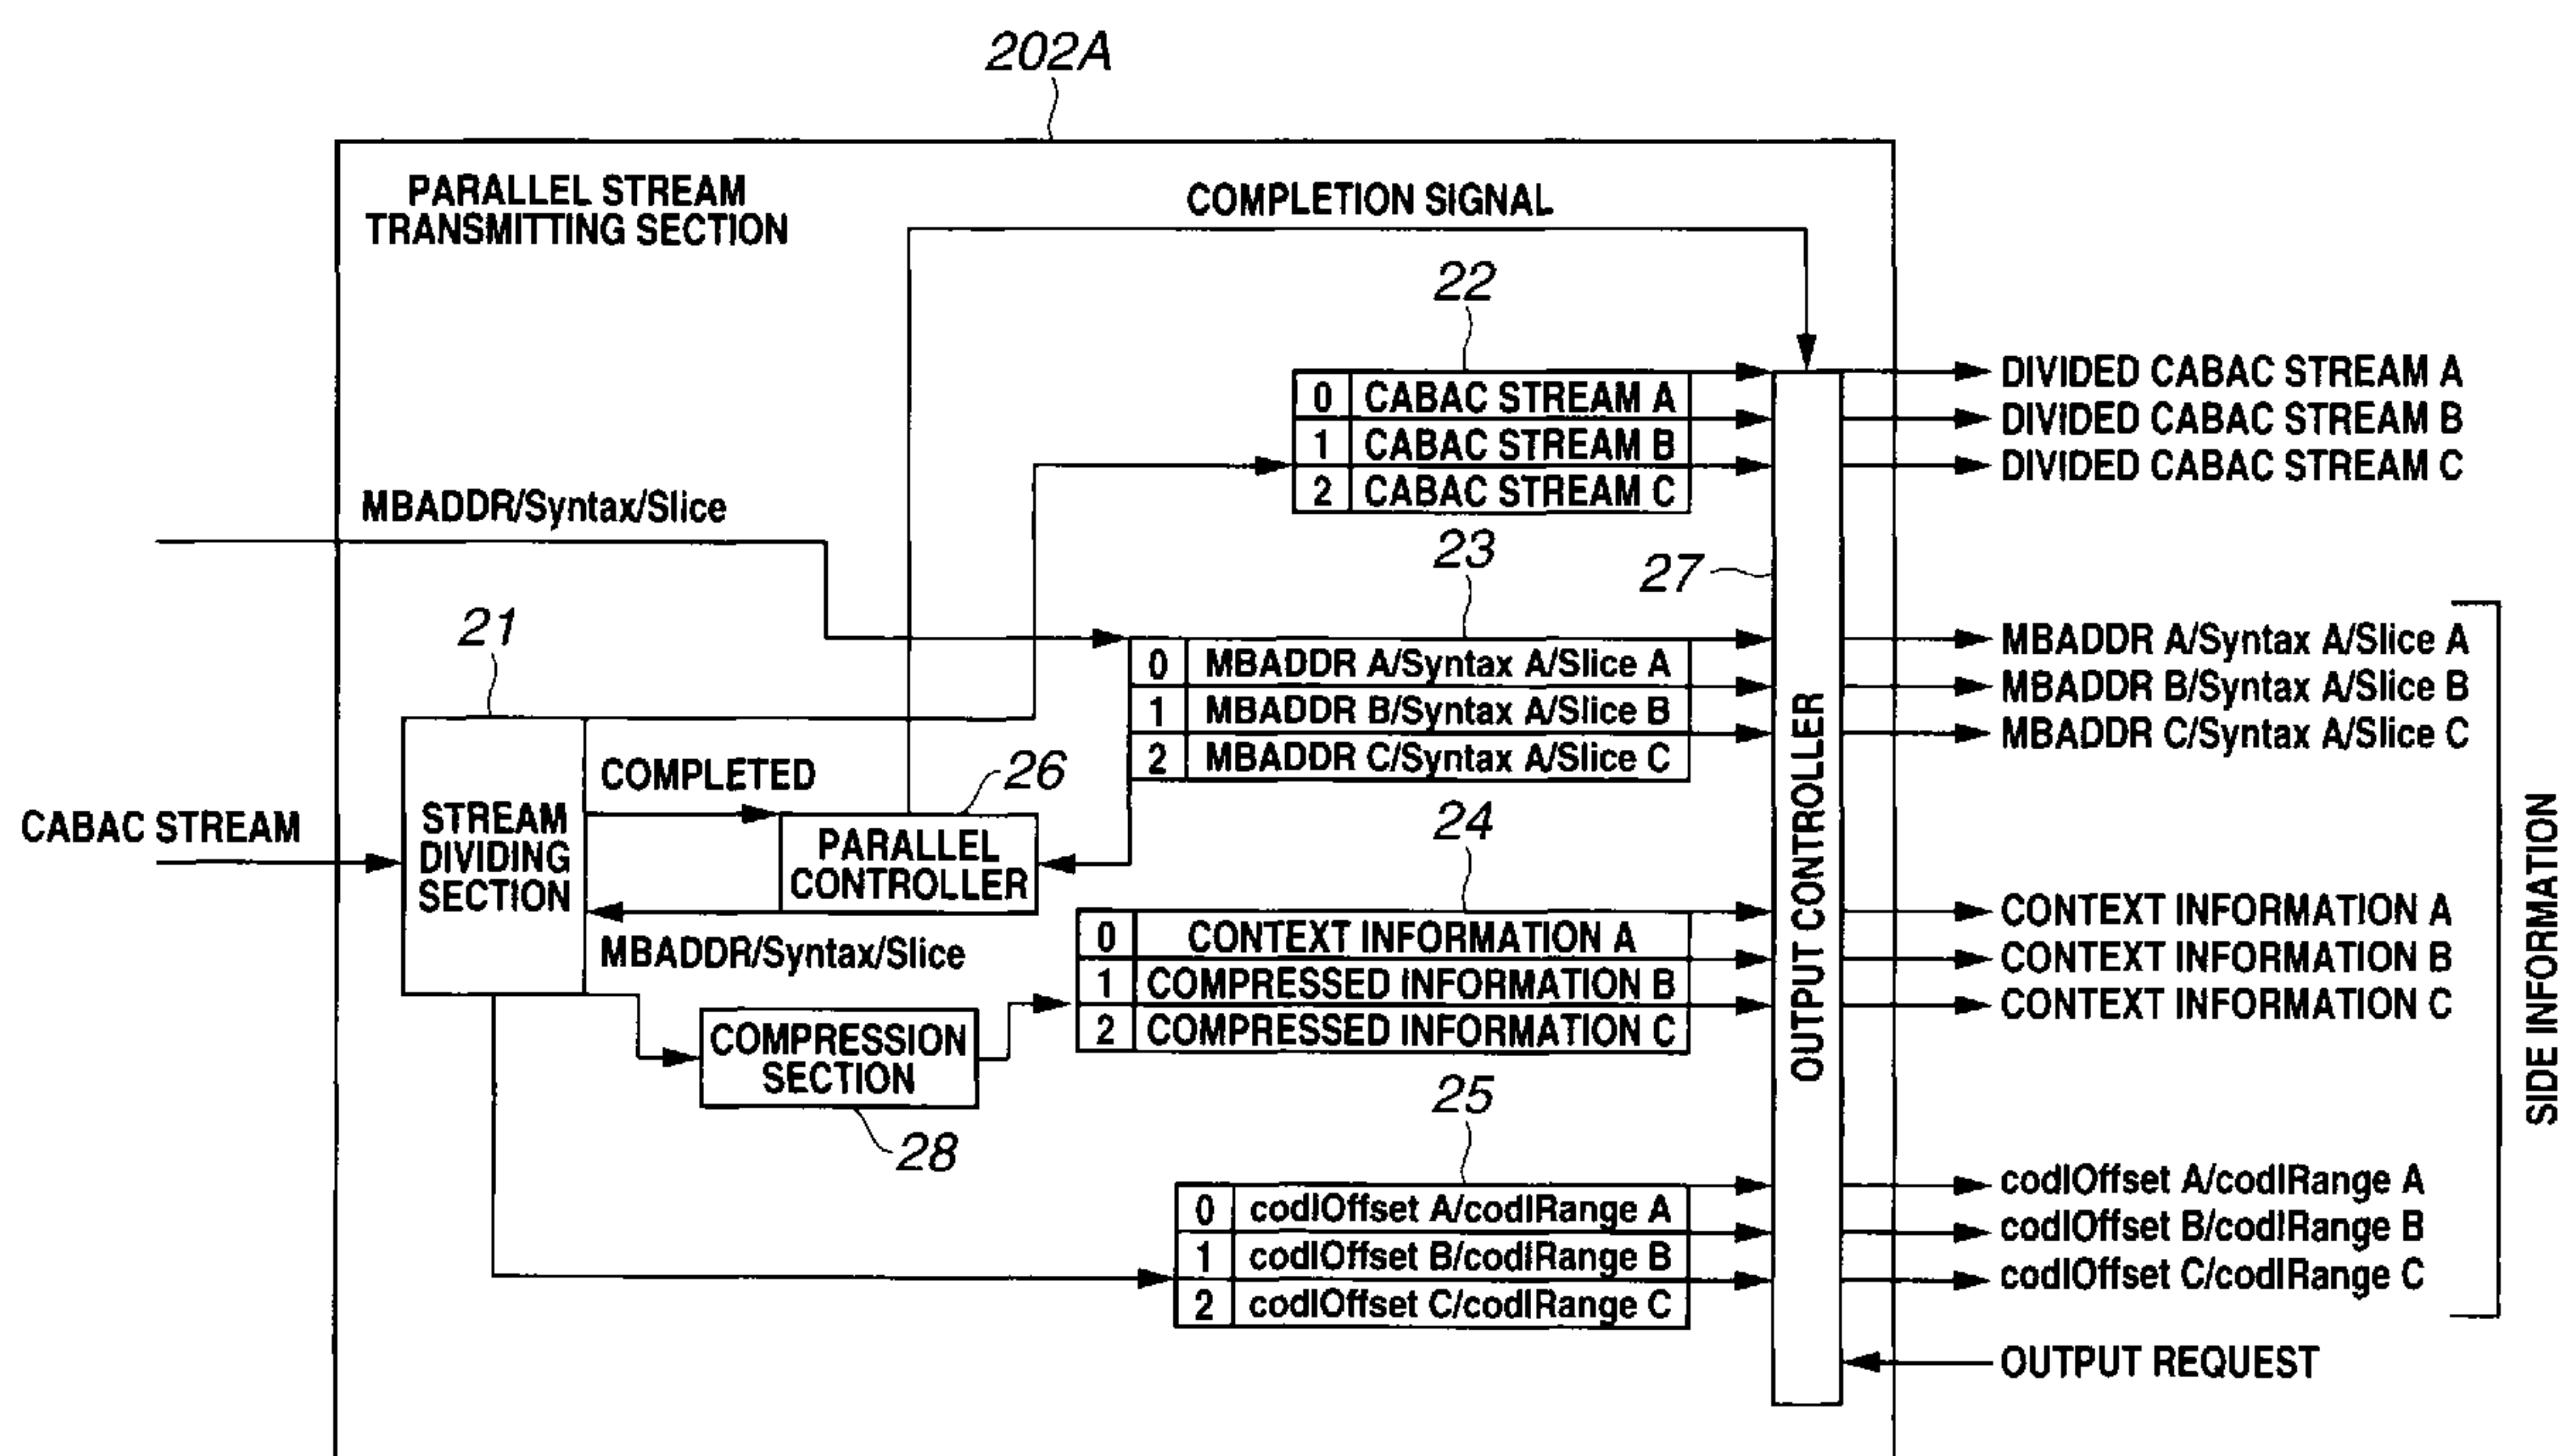 202A
PARALLEL STREAM
TRANSMITTING SECTION
COMPLETION SIGNAL
22
0 CABAC STREAM A
1 CABAC STREAM B
2 CABAC STREAM C
DIVIDED CABAC STREAM A
DIVIDED CABAC STREAM B
DIVIDED CABAC STREAM C
MBADDR/Syntax/Slice
23
27
0 MBADDR A/Syntax A/Slice A
1 MBADDR B/Syntax A/Slice B
2 MBADDR C/Syntax A/Slice C
MBADDR A/Syntax A/Slice A
MBADDR B/Syntax A/Slice B
MBADDR C/Syntax A/Slice C
21
CABAC STREAM
STREAM
DIVIDING
SECTION
COMPLETED
26
PARALLEL
CONTROLLER
MBADDR/Syntax/Slice
24
0 CONTEXT INFORMATION A
1 COMPRESSED INFORMATION B
2 COMPRESSED INFORMATION C
OUTPUT CONTROLLER
CONTEXT INFORMATION A
CONTEXT INFORMATION B
CONTEXT INFORMATION C
SIDE INFORMATION
COMPRESSION
SECTION
28
25
0 codIOffset A/codIRange A
1 codIOffset B/codIRange B
2 codIOffset C/codIRange C
codIOffset A/codIRange A
codIOffset B/codIRange B
codIOffset C/codIRange C
OUTPUT REQUEST